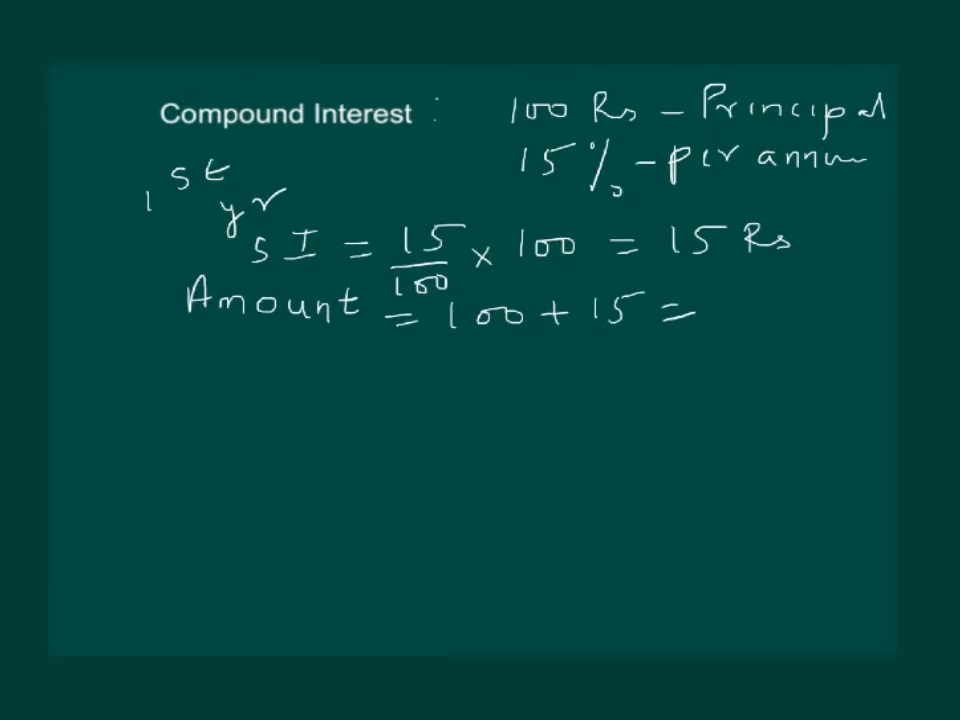 Compound Interest : 100 Rs - Principal
15% - per annum
1st yr
SI = 15/100 × 100 = 15 Rs
Amount = 100 + 15 =